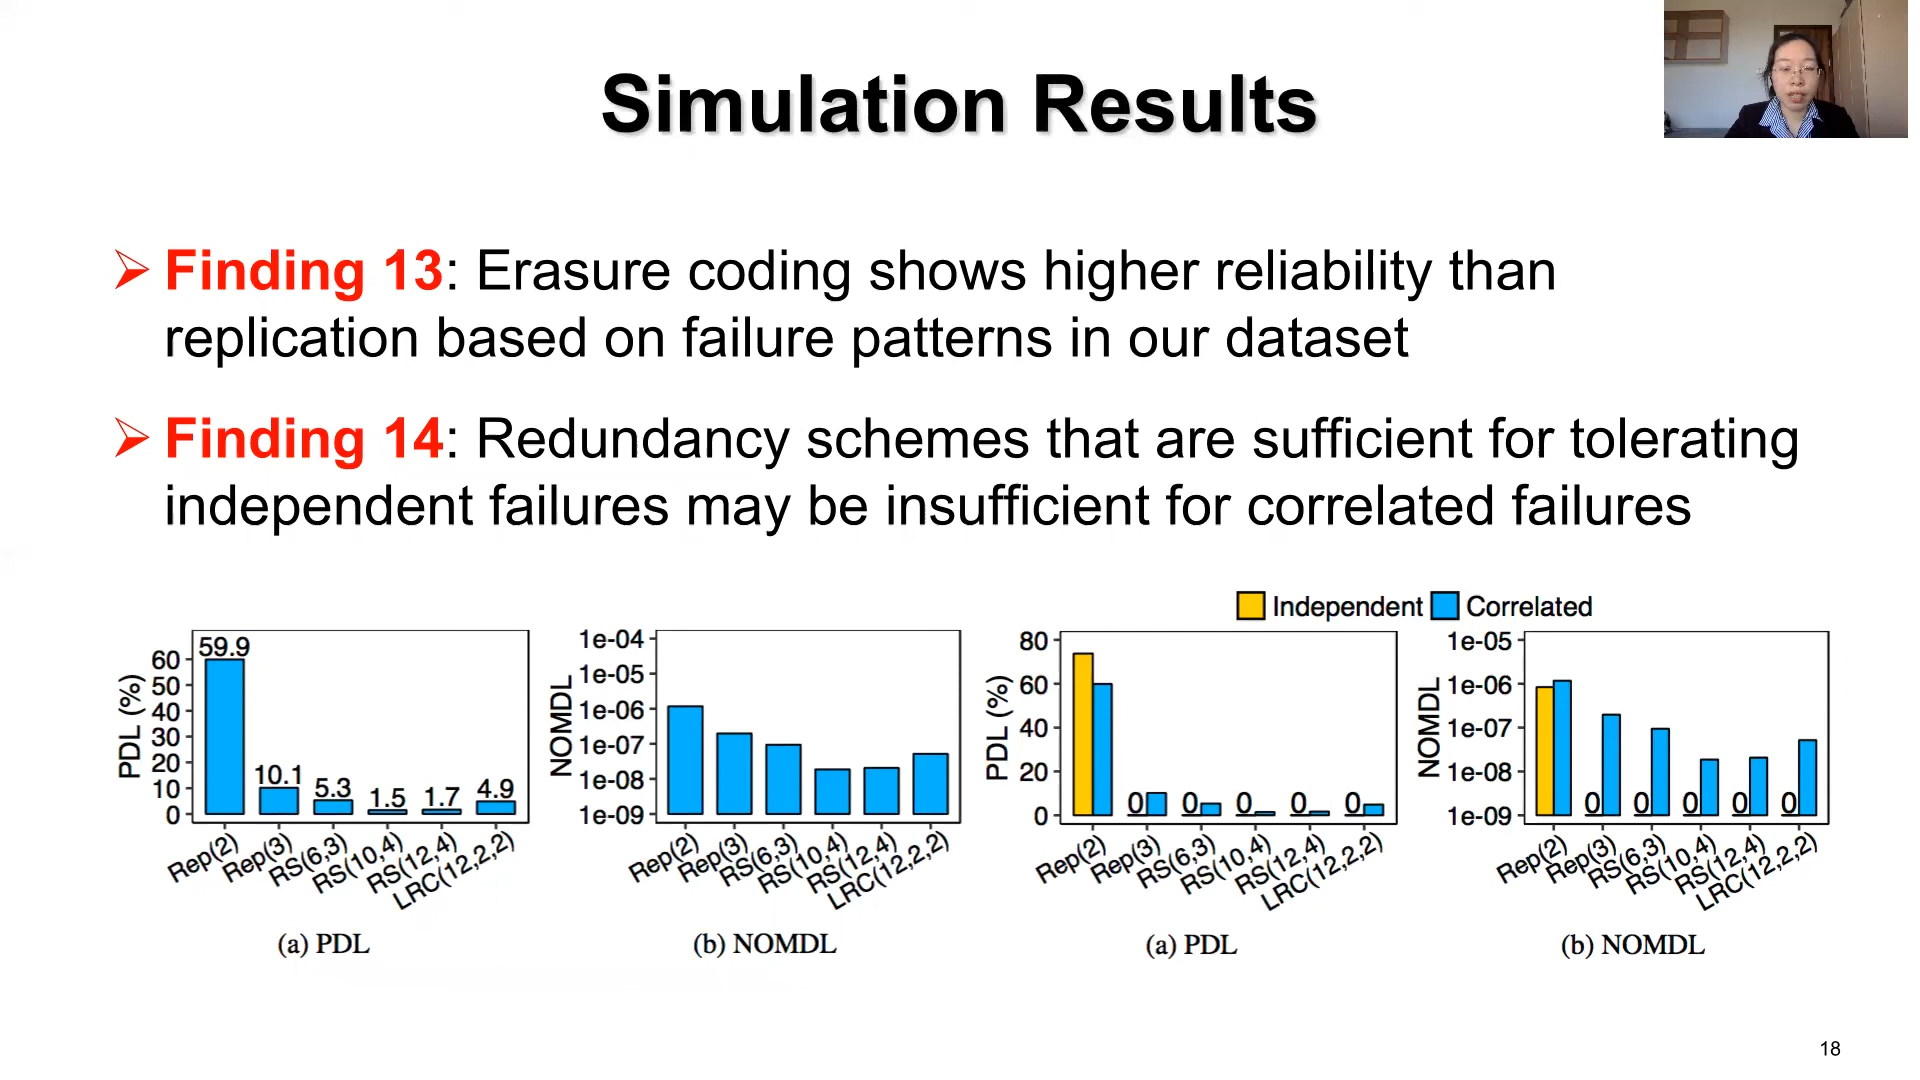 Simulation Results
➢ Finding 13: Erasure coding shows higher reliability than
replication based on failure patterns in our dataset
➢ Finding 14: Redundancy schemes that are sufficient for tolerating
independent failures may be insufficient for correlated failures
PDL (%)
60
50
40
30
20
10
0
59.9
10.1
5.3
1.5
1.7
4.9
Rep(2)
Rep(3)
RS(6,3)
RS(10,4)
RS(12,4)
LRC(12,2,2)
(a) PDL
NOMDL
1e-04
1e-05
1e-06
1e-07
1e-08
1e-09
Rep(2)
Rep(3)
RS(6,3)
RS(10,4)
RS(12,4)
LRC(12,2,2)
(b) NOMDL
Independent
Correlated
PDL (%)
80
60
40
20
0
0
0
0
0
0
Rep(2)
Rep(3)
RS(6,3)
RS(10,4)
RS(12,4)
LRC(12,2,2)
(a) PDL
NOMDL
1e-05
1e-06
1e-07
1e-08
1e-09
0
0
0
0
0
Rep(2)
Rep(3)
RS(6,3)
RS(10,4)
RS(12,4)
LRC(12,2,2)
(b) NOMDL
18